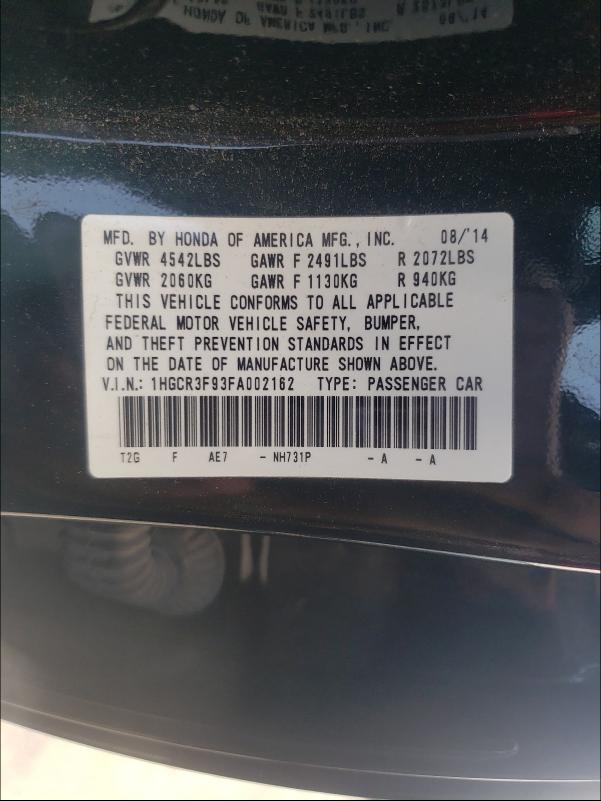 MFD. BY HONDA OF AMERICA MFG., INC. 08/'14
GVWR 4542LBS GAWR F 2491LBS R 2072LBS
GVWR 2060KG GAWR F 1130KG R 940KG
THIS VEHICLE CONFORMS TO ALL APPLICABLE
FEDERAL MOTOR VEHICLE SAFETY, BUMPER,
AND THEFT PREVENTION STANDARDS IN EFFECT
ON THE DATE OF MANUFACTURE SHOWN ABOVE.
V.I.N.: 1HGCR3F93FA002162 TYPE: PASSENGER CAR
T2G F AE7 - NH731P - A - A